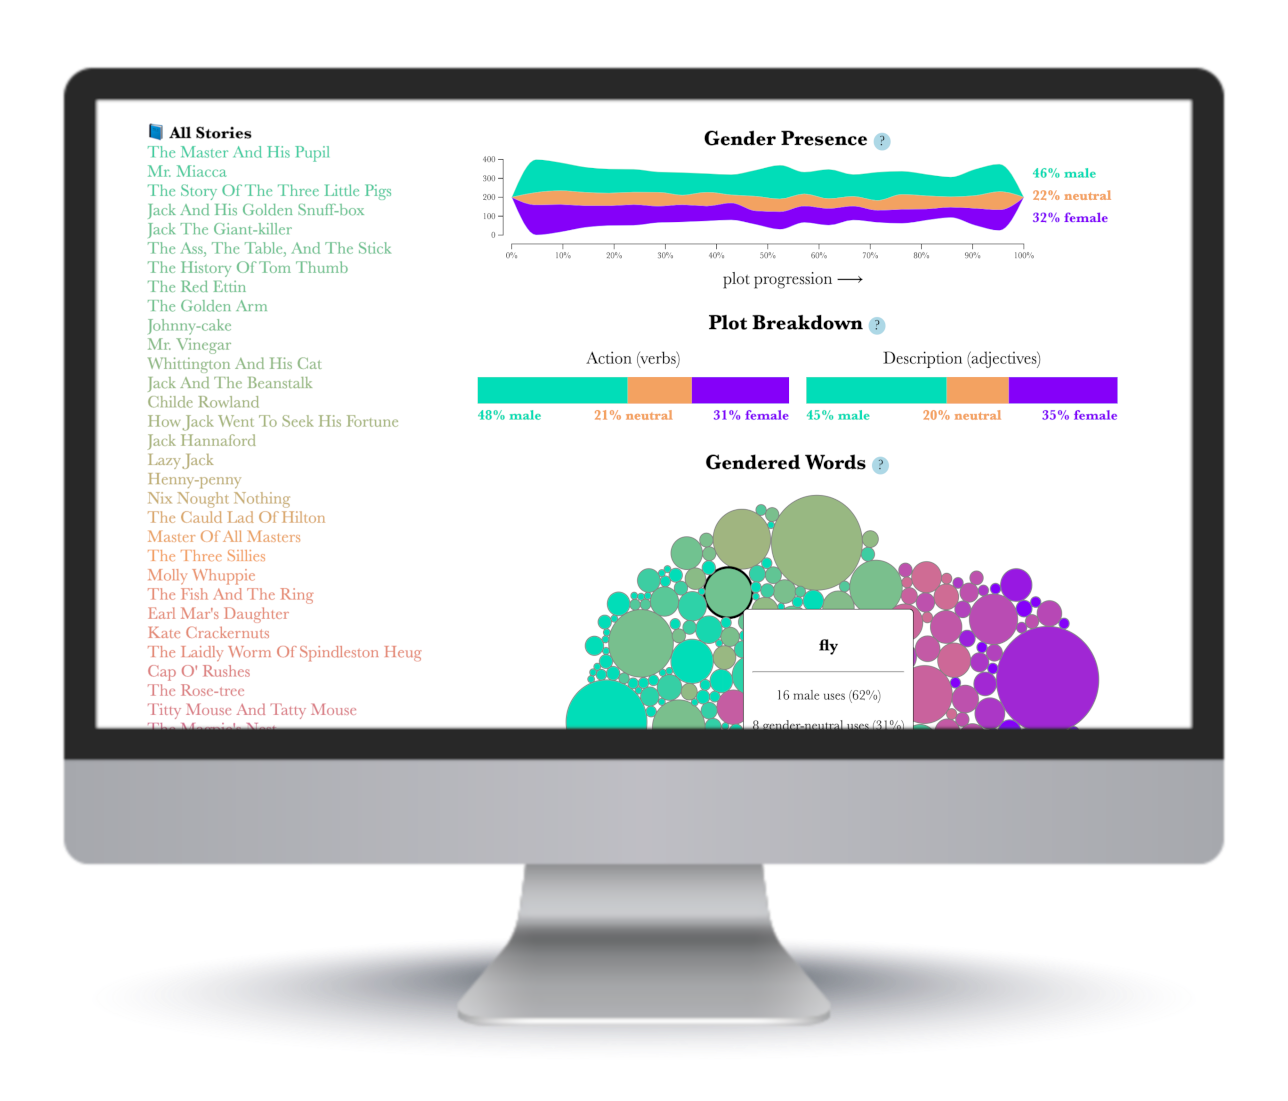 All Stories
The Master And His Pupil
Mr. Miacca
The Story Of The Three Little Pigs
Jack And His Golden Snuff-box
Jack The Giant-killer
The Ass, The Table, And The Stick
The History Of Tom Thumb
The Red Ettin
The Golden Arm
Johnny-cake
Mr. Vinegar
Whittington And His Cat
Jack And The Beanstalk
Childe Rowland
How Jack Went To Seek His Fortune
Jack Hannaford
Lazy Jack
Henny-penny
Nix Nought Nothing
The Cauld Lad Of Hilton
Master Of All Masters
The Three Sillies
Molly Whuppie
The Fish And The Ring
Earl Mar's Daughter
Kate Crackernuts
The Laidly Worm Of Spindleston Heug
Cap O' Rushes
The Rose-tree
Titty Mouse And Tatty Mouse
The Magpie's Nest
Gender Presence ?
400
300
200
100
0
0% 10% 20% 30% 40% 50% 60% 70% 80% 90% 100%
46% male
22% neutral
32% female
plot progression ⟶
Plot Breakdown ?
Action (verbs)
48% male 21% neutral 31% female
Description (adjectives)
45% male 20% neutral 35% female
Gendered Words ?
fly
16 male uses (62%)
8 gender-neutral uses (31%)